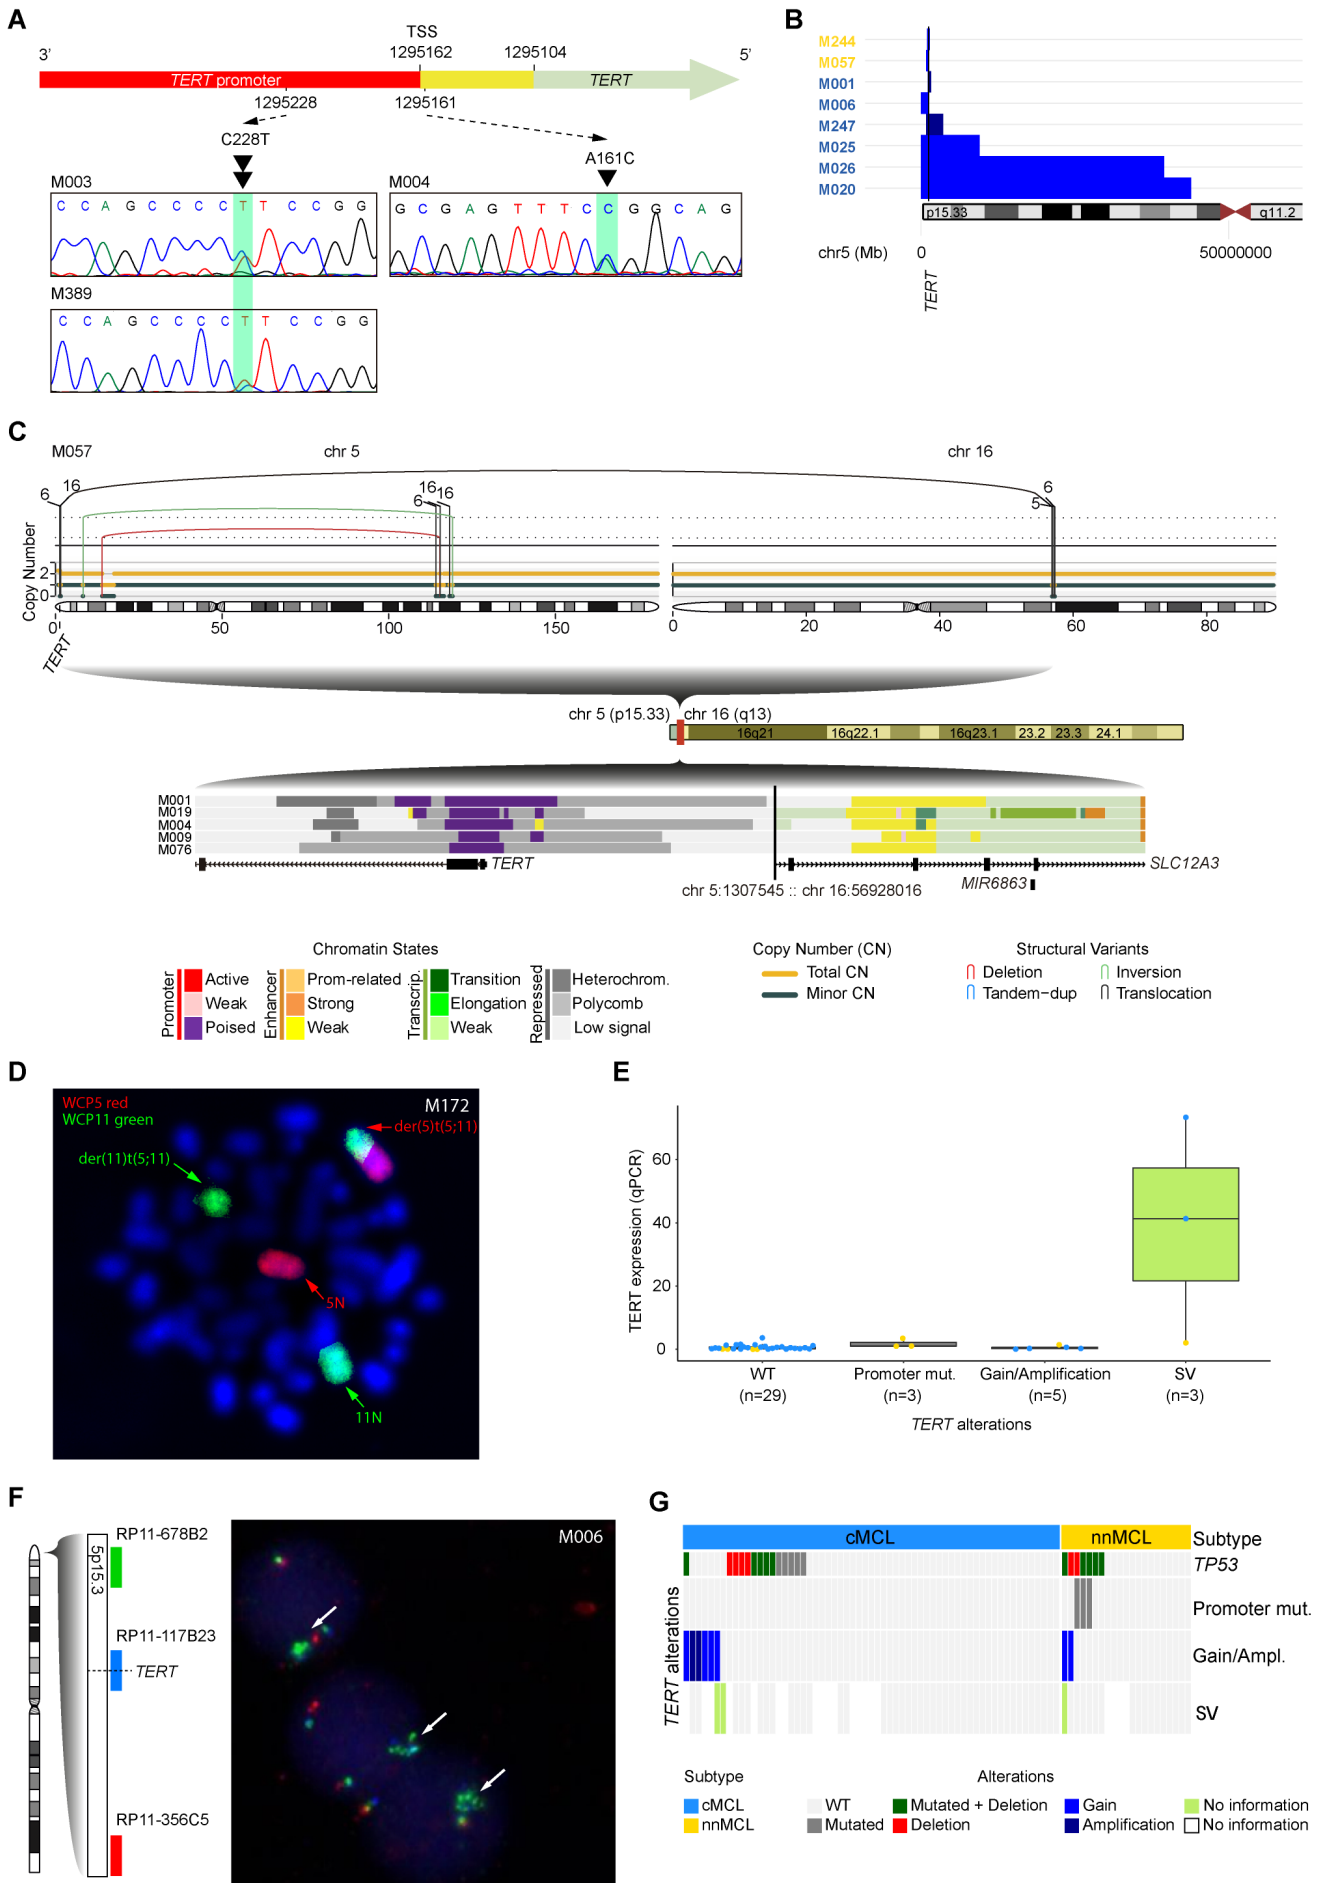 A
TSS
3'
1295162
1295104
5'
TERT promoter
TERT
1295228
1295161
C228T
A161C
M003
C C A G C C C C T T C C G G
M004
G C G A G T T T C C G G C A G
M389
C C A G C C C C T T C C G G
B
M244
M057
M001
M006
M247
M025
M026
M020
p15.33
q11.2
chr5 (Mb)
0
50000000
TERT
C
M057
chr 5
chr 16
6
16
16
6
16
6
5
Copy Number
2
0
0
50
100
150
0
20
40
60
80
TERT
chr 5 (p15.33)
chr 16 (q13)
16q21
16q22.1
16q23.1
23.2
23.3
24.1
M001
M019
M004
M009
M076
TERT
SLC12A3
MIR6863
chr 5:1307545 :: chr 16:56928016
Chromatin States
Promoter
Active
Weak
Poised
Enhancer
Prom-related
Strong
Weak
Transcrip.
Transition
Elongation
Weak
Repressed
Heterochrom.
Polycomb
Low signal
Copy Number (CN)
Total CN
Minor CN
Structural Variants
Deletion
Inversion
Tandem-dup
Translocation
D
WCP5 red
WCP11 green
M172
der(5)t(5;11)
der(11)t(5;11)
5N
11N
E
TERT expression (qPCR)
60
40
20
0
WT
(n=29)
Promoter mut.
(n=3)
Gain/Amplification
(n=5)
SV
(n=3)
TERT alterations
F
5p15.3
RP11-678B2
RP11-117B23
TERT
RP11-356C5
M006
G
cMCL
nnMCL
Subtype
TP53
Promoter mut.
Gain/Ampl.
SV
TERT alterations
Subtype
cMCL
nnMCL
Alterations
WT
Mutated
Mutated + Deletion
Deletion
Gain
Amplification
No information
No information